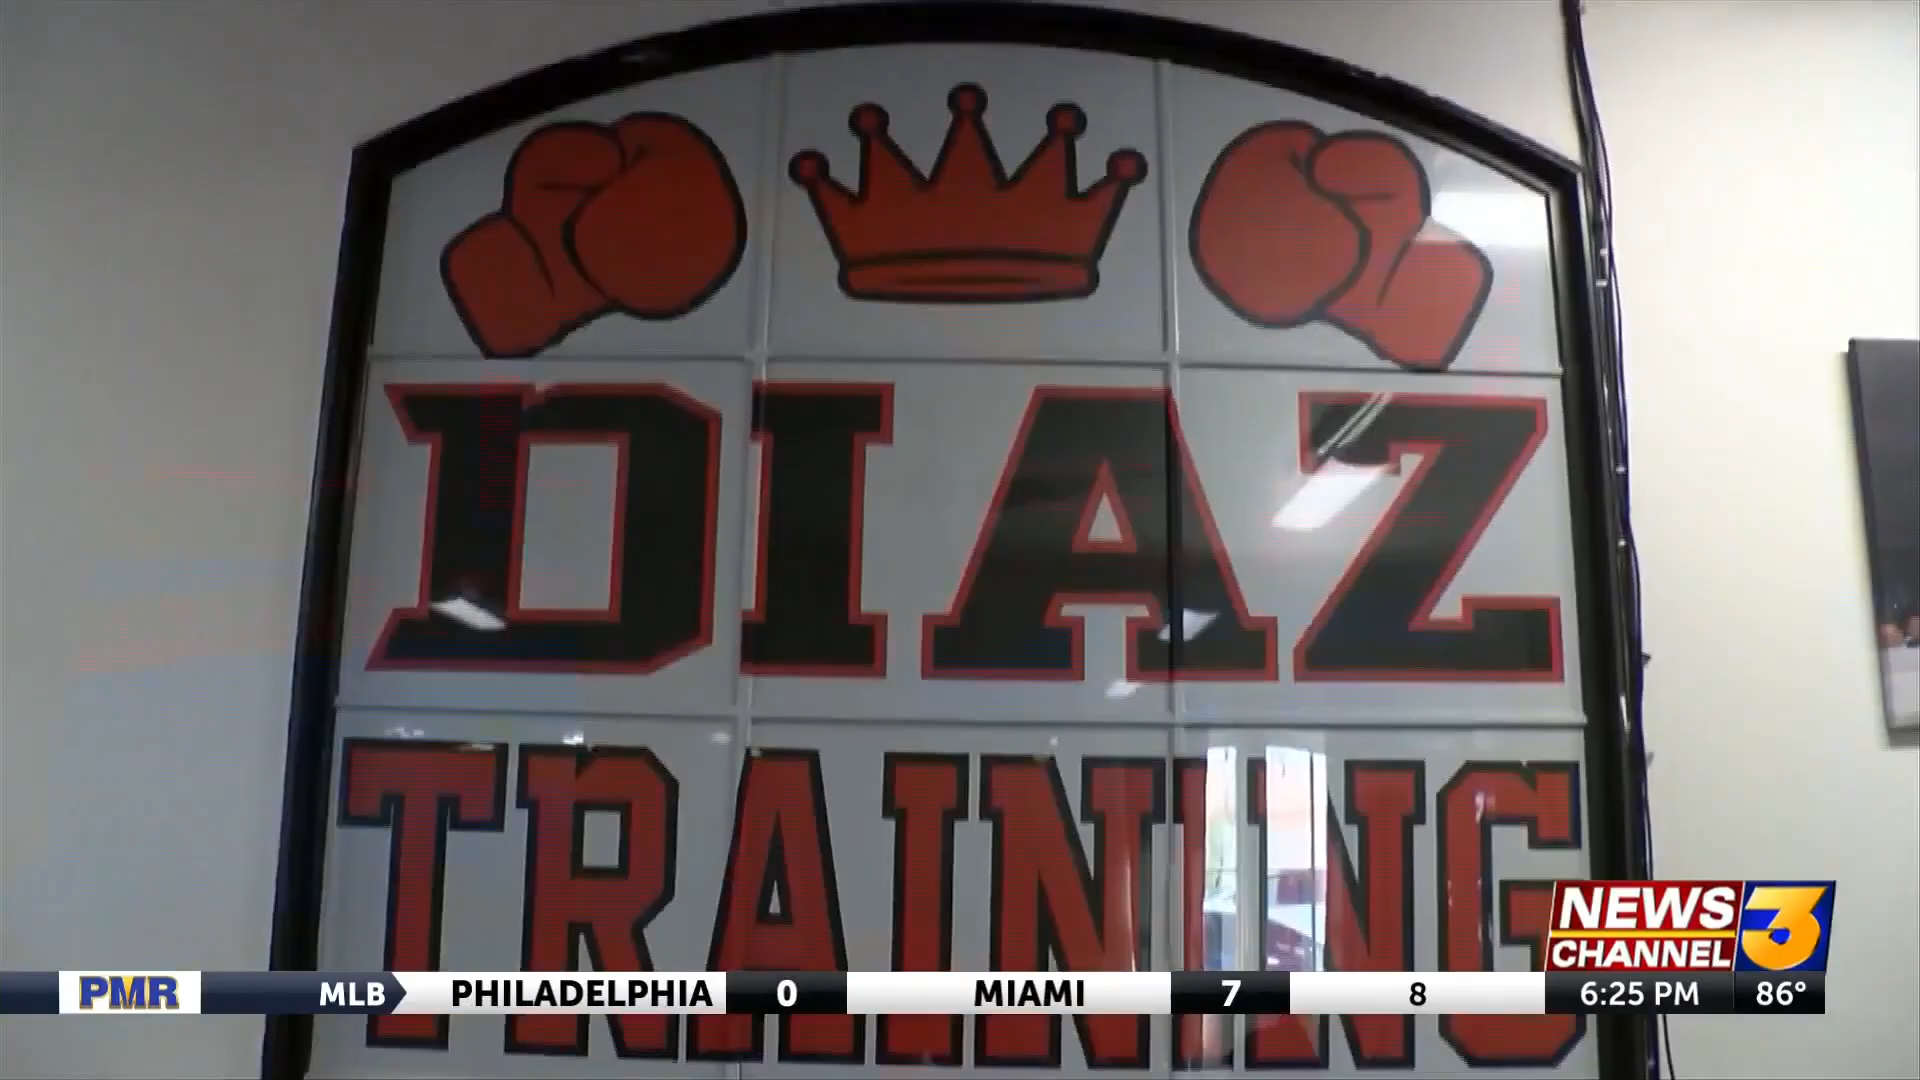 DIAZ
TRAINING
NEWS
CHANNEL 3
PMR MLB PHILADELPHIA 0 MIAMI 7 8 6:25 PM 86°